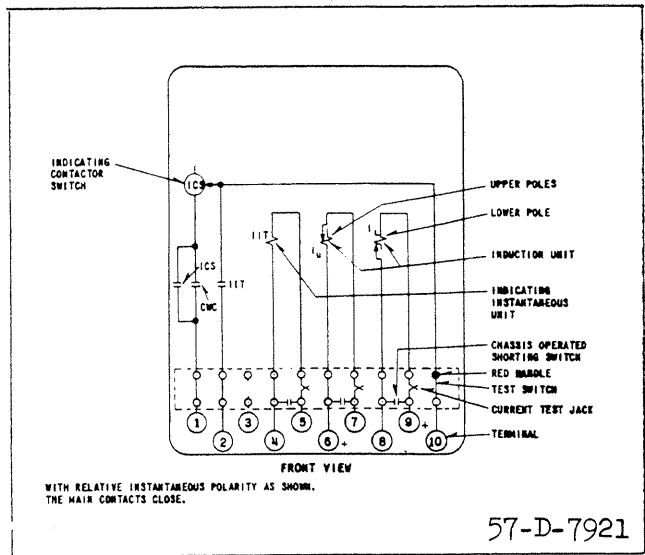 INDICATING
CONTACTOR
SWITCH
ICS
UPPER POLES
LOWER POLE
IIT
INDUCTION UNIT
INDICATING
INSTANTANEOUS
UNIT
ICS
CWC
IIT
CHASSIS OPERATED
SHORTING SWITCH
RED HANDLE
TEST SWITCH
CURRENT TEST JACK
TERMINAL
1 2 3 4 5 6 + 7 8 9 + 10
FRONT VIEW
WITH RELATIVE INSTANTANEOUS POLARITY AS SHOWN.
THE MAIN CONTACTS CLOSE.
57-D-7921